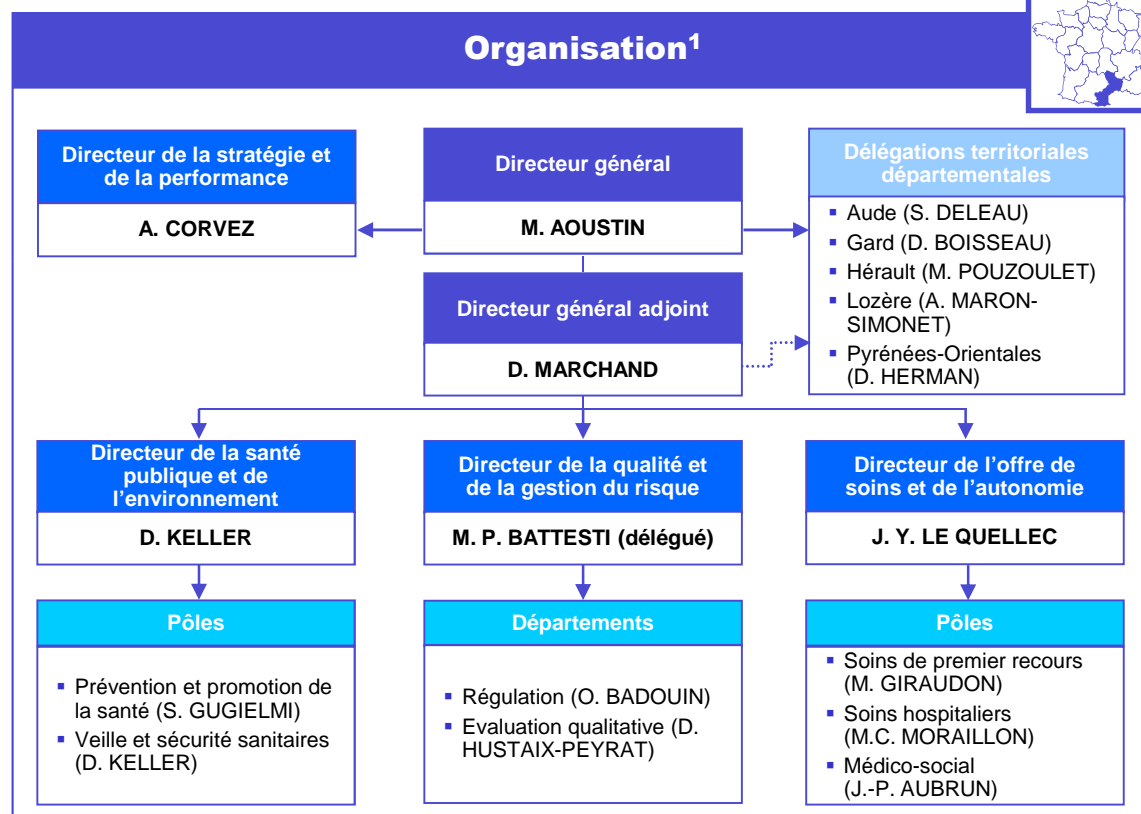 Organisation¹
Directeur de la stratégie et
de la performance
A. CORVEZ
Directeur général
M. AOUSTIN
Directeur général adjoint
D. MARCHAND
Délégations territoriales
départementales
▪ Aude (S. DELEAU)
▪ Gard (D. BOISSEAU)
▪ Hérault (M. POUZOULET)
▪ Lozère (A. MARON-
SIMONET)
▪ Pyrénées-Orientales
(D. HERMAN)
Directeur de la santé
publique et de
l’environnement
D. KELLER
Pôles
▪ Prévention et promotion de
la santé (S. GUGIELMI)
▪ Veille et sécurité sanitaires
(D. KELLER)
Directeur de la qualité et
de la gestion du risque
M. P. BATTESTI (délégué)
Départements
▪ Régulation (O. BADOUIN)
▪ Evaluation qualitative (D.
HUSTAIX-PEYRAT)
Directeur de l’offre de
soins et de l’autonomie
J. Y. LE QUELLEC
Pôles
▪ Soins de premier recours
(M. GIRAUDON)
▪ Soins hospitaliers
(M.C. MORAILLON)
▪ Médico-social
(J.-P. AUBRUN)